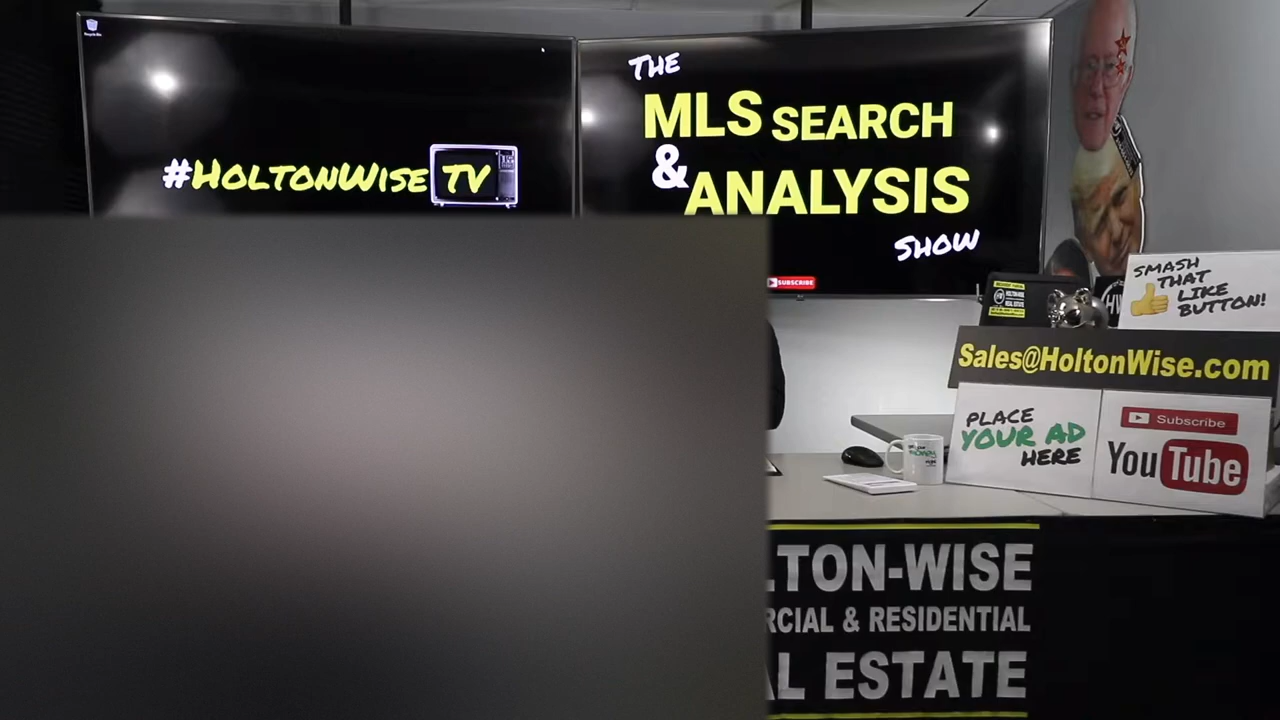 #HOLTONWISE TV
THE
MLS SEARCH
&
ANALYSIS
SHOW
SUBSCRIBE
SMASH
THAT
LIKE
BUTTON!
Sales@HoltonWise.com
PLACE
YOUR AD
HERE
Subscribe
YouTube
LTON-WISE
RCIAL & RESIDENTIAL
L ESTATE